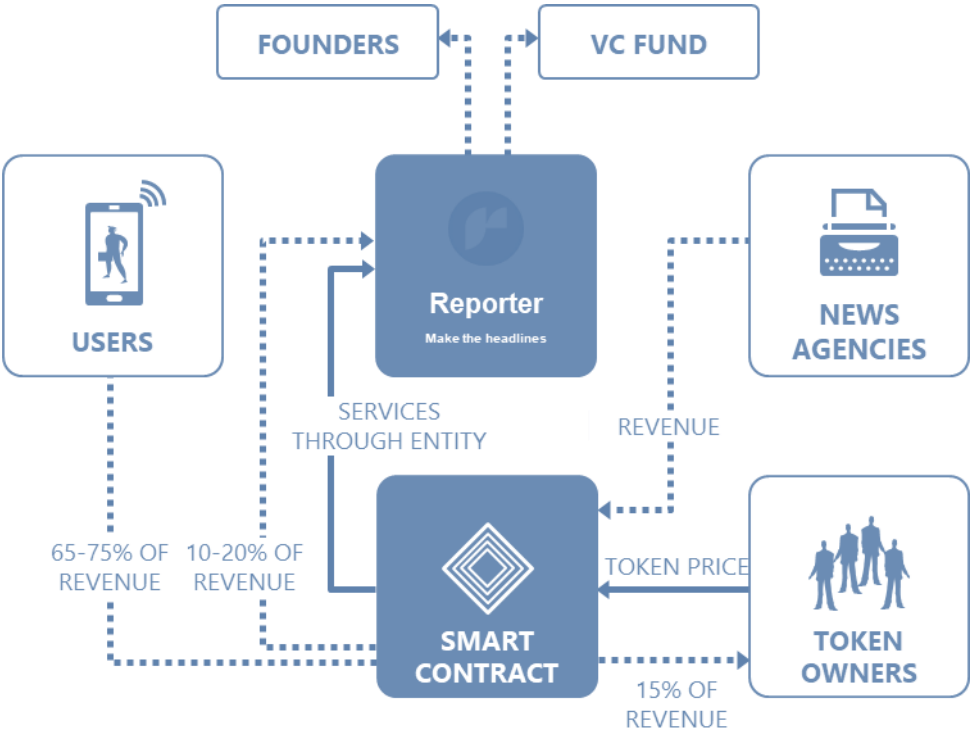 FOUNDERS
VC FUND
USERS
Reporter
Make the headlines
NEWS
AGENCIES
SERVICES
THROUGH ENTITY
REVENUE
65-75% OF
REVENUE
10-20% OF
REVENUE
SMART
CONTRACT
TOKEN PRICE
15% OF
REVENUE
TOKEN
OWNERS